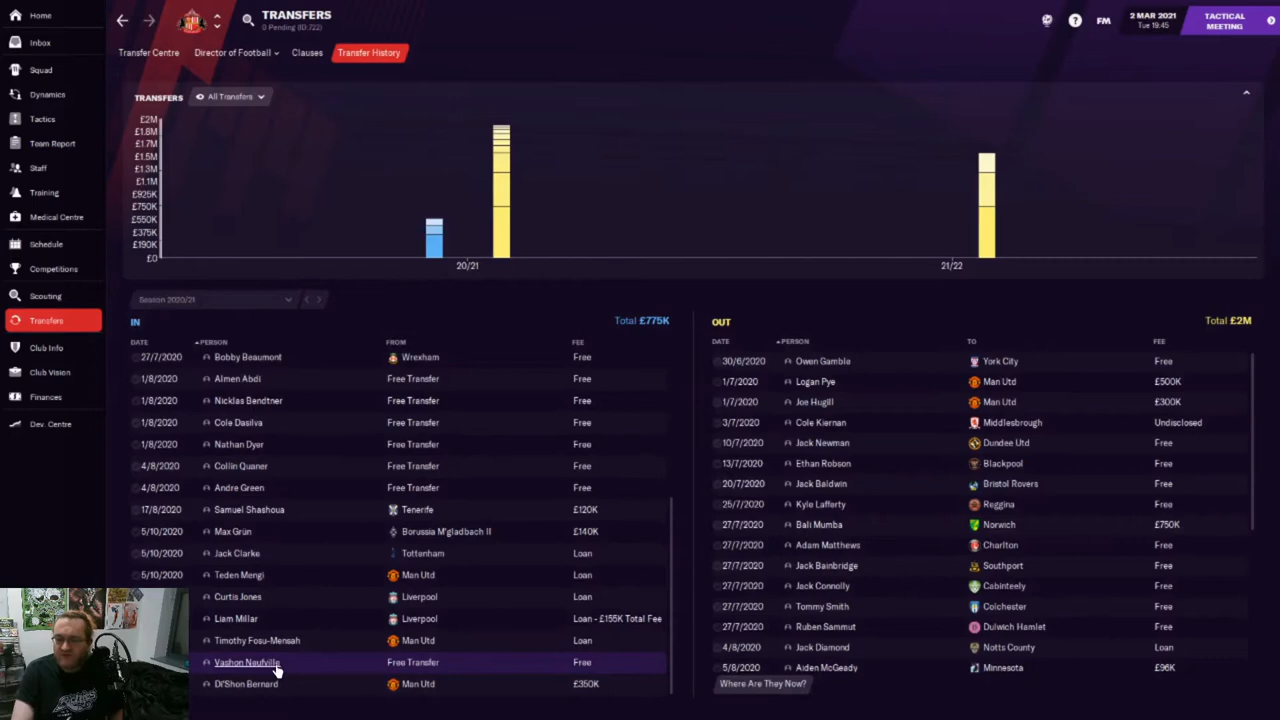 Home
Inbox
Squad
Dynamics
Tactics
Team Report
Staff
Training
Medical Centre
Schedule
Competitions
Scouting
Transfers
Club Info
Club Vision
Finances
Dev. Centre
TRANSFERS
0 Pending (ID:722)
? FM
2 MAR 2021
Tue 19:45
TACTICAL
MEETING
Transfer Centre Director of Football Clauses Transfer History
TRANSFERS All Transfers
£2M
£1.8M
£1.7M
£1.5M
£1.3M
£1.1M
£925K
£750K
£550K
£375K
£190K
£0
20/21 21/22
Season 2020/21
IN Total £775K
DATE PERSON FROM FEE
27/7/2020 Bobby Beaumont Wrexham Free
1/8/2020 Almen Abdi Free Transfer Free
1/8/2020 Nicklas Bendtner Free Transfer Free
1/8/2020 Cole Dasilva Free Transfer Free
1/8/2020 Nathan Dyer Free Transfer Free
4/8/2020 Collin Quaner Free Transfer Free
4/8/2020 Andre Green Free Transfer Free
17/8/2020 Samuel Shashoua Tenerife £120K
5/10/2020 Max Grün Borussia M'gladbach II £140K
5/10/2020 Jack Clarke Tottenham Loan
5/10/2020 Teden Mengi Man Utd Loan
Curtis Jones Liverpool Loan
Liam Millar Liverpool Loan - £155K Total Fee
Timothy Fosu-Mensah Man Utd Loan
Vashon Neufville Free Transfer Free
Di'Shon Bernard Man Utd £350K
OUT Total £2M
DATE PERSON TO FEE
30/6/2020 Owen Gamble York City Free
1/7/2020 Logan Pye Man Utd £500K
1/7/2020 Joe Hugill Man Utd £300K
3/7/2020 Cole Kiernan Middlesbrough Undisclosed
10/7/2020 Jack Newman Dundee Utd Free
13/7/2020 Ethan Robson Blackpool Free
20/7/2020 Jack Baldwin Bristol Rovers Free
25/7/2020 Kyle Lafferty Reggina Free
27/7/2020 Bali Mumba Norwich £750K
27/7/2020 Adam Matthews Charlton Free
27/7/2020 Jack Bainbridge Southport Free
27/7/2020 Jack Connolly Cabinteely Free
27/7/2020 Tommy Smith Colchester Free
27/7/2020 Ruben Sammut Dulwich Hamlet Free
4/8/2020 Jack Diamond Notts County Loan
5/8/2020 Aiden McGeady Minnesota £96K
Where Are They Now?